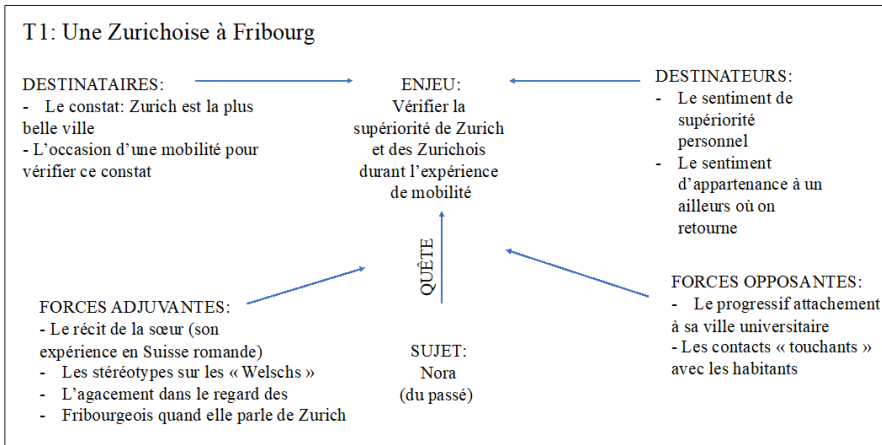 T1: Une Zurichoise à Fribourg
DESTINATAIRES:
- Le constat: Zurich est la plus
belle ville
- L’occasion d’une mobilité pour
vérifier ce constat
ENJEU:
Vérifier la
supériorité de Zurich
et des Zurichois
durant l’expérience
de mobilité
DESTINATEURS:
- Le sentiment de
supériorité
personnel
- Le sentiment
d’appartenance à un
ailleurs où on
retourne
QUÊTE
FORCES ADJUVANTES:
- Le récit de la sœur (son
expérience en Suisse romande)
- Les stéréotypes sur les « Welschs »
- L’agacement dans le regard des
- Fribourgeois quand elle parle de Zurich
SUJET:
Nora
(du passé)
FORCES OPPOSANTES:
- Le progressif attachement
à sa ville universitaire
- Les contacts « touchants »
avec les habitants